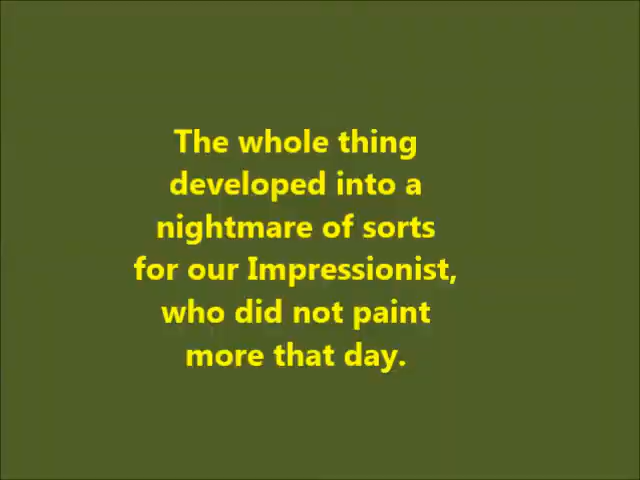 The whole thing
developed into a
nightmare of sorts
for our Impressionist,
who did not paint
more that day.